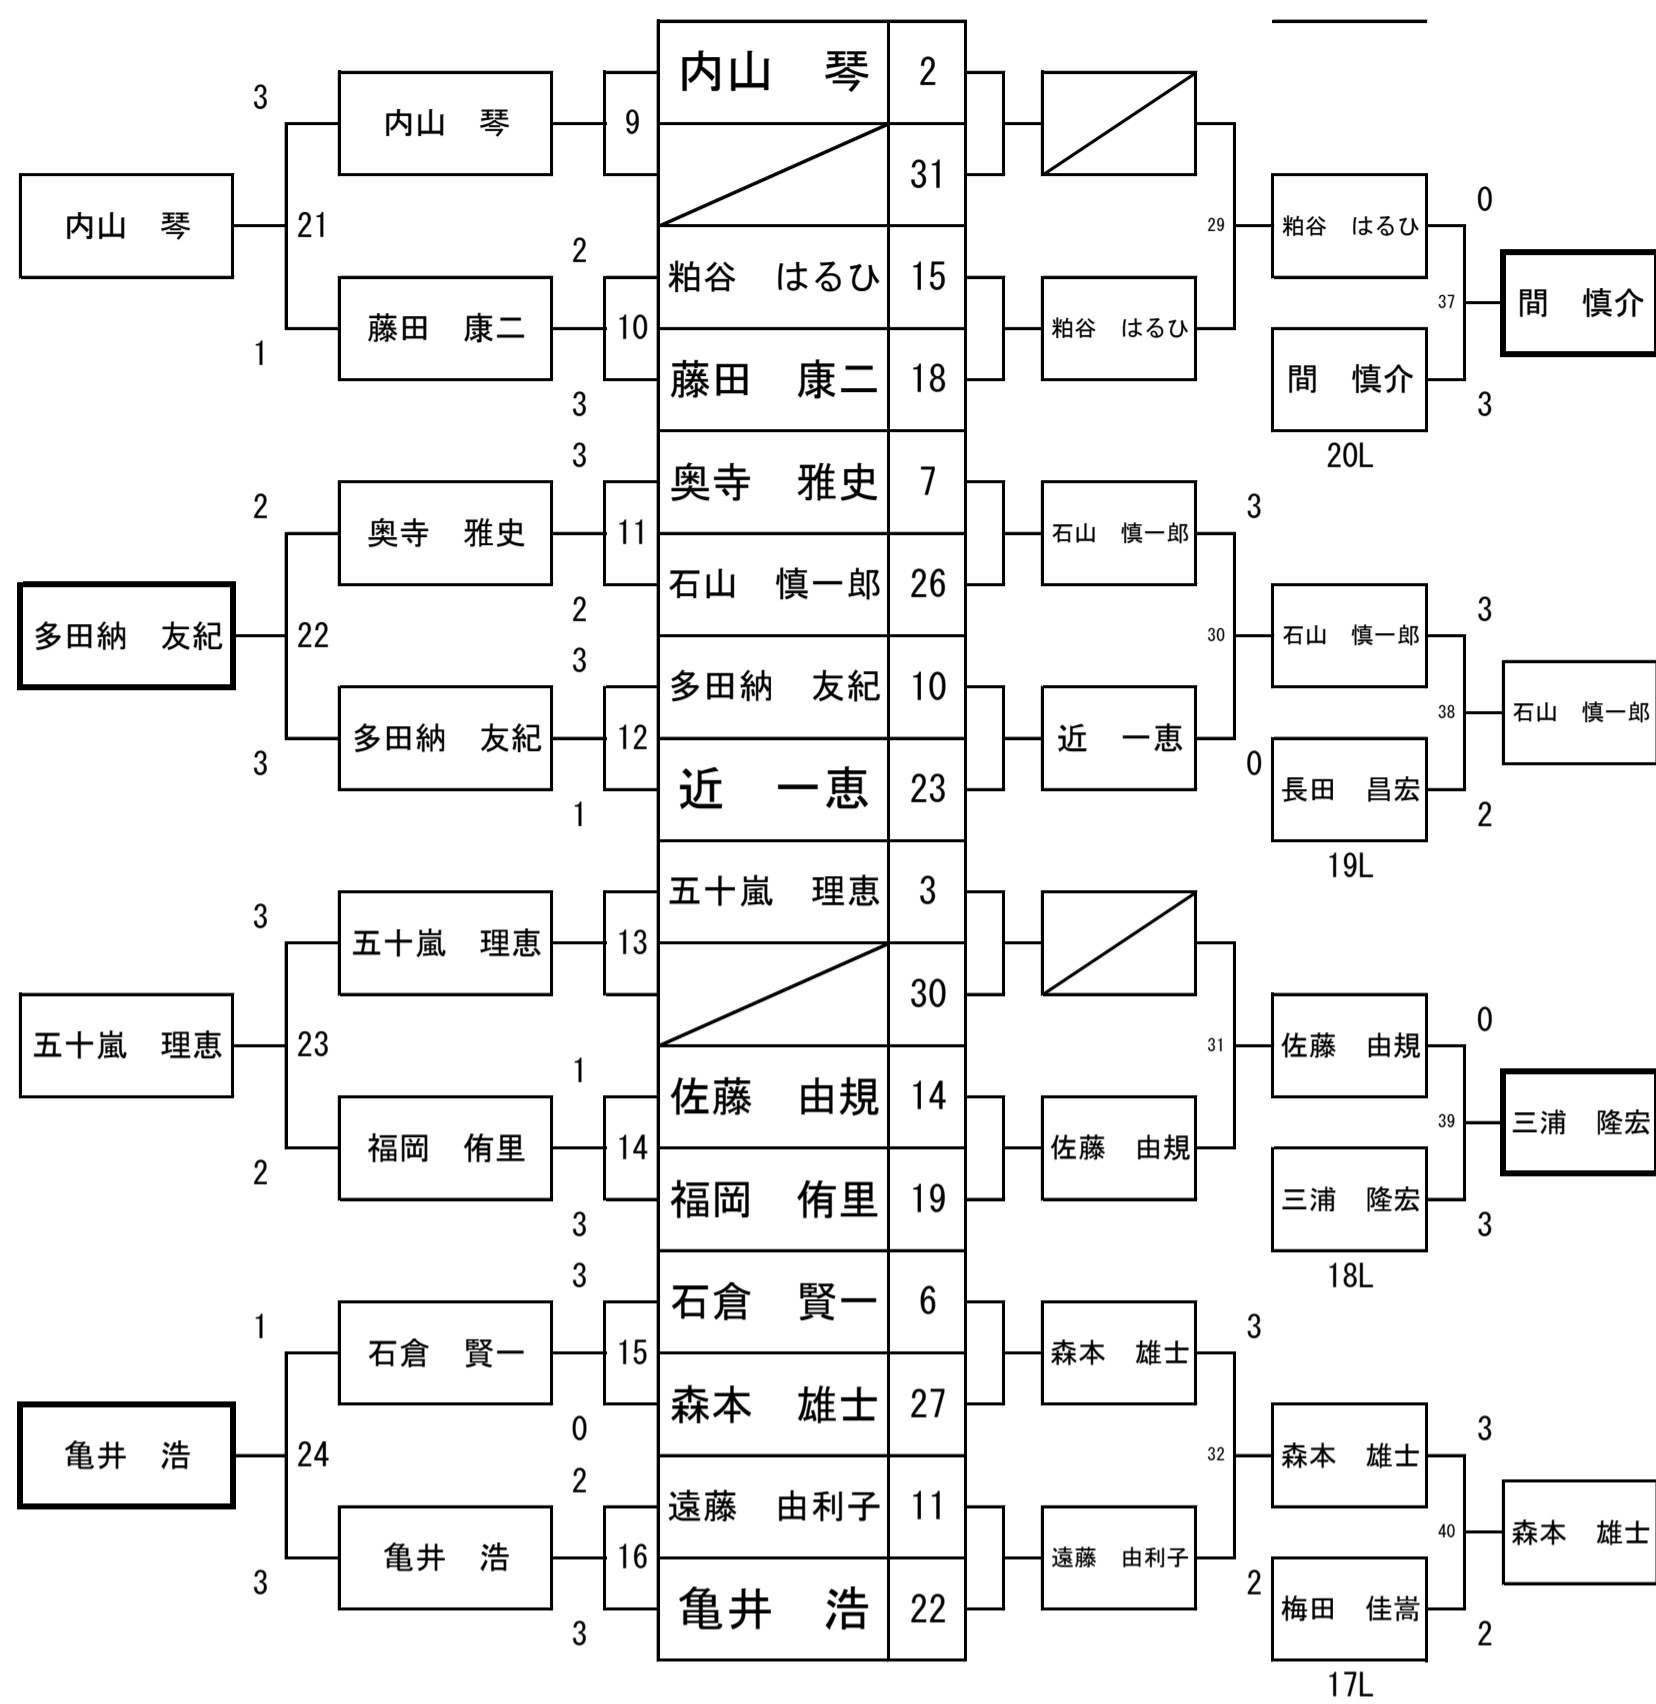 内山　琴 2
3
内山　琴 9
31
内山　琴 21
29 粕谷　はるひ 0
2
粕谷　はるひ 15
37 間　慎介
藤田　康二 10 粕谷　はるひ
1
藤田　康二 18 間　慎介
3 3
3 20L
奥寺　雅史 7
2 3
奥寺　雅史 11 石山　慎一郎
石山　慎一郎 26
2 3
多田納　友紀 22 30 石山　慎一郎
3
多田納　友紀 10
38 石山　慎一郎
多田納　友紀 12 近　一恵
3 0
近　一恵 23 長田　昌宏
1 2
19L
五十嵐　理恵 3
3
五十嵐　理恵 13
30
0
五十嵐　理恵 23 31 佐藤　由規
1
佐藤　由規 14
39 三浦　隆宏
福岡　侑里 14 佐藤　由規
2
福岡　侑里 19 三浦　隆宏
3 3
3 18L
石倉　賢一 6
1 3
石倉　賢一 15 森本　雄士
森本　雄士 27
0 3
亀井　浩 24 32 森本　雄士
2
遠藤　由利子 11
40 森本　雄士
亀井　浩 16 遠藤　由利子
3 2
亀井　浩 22 梅田　佳嵩
3 2
17L